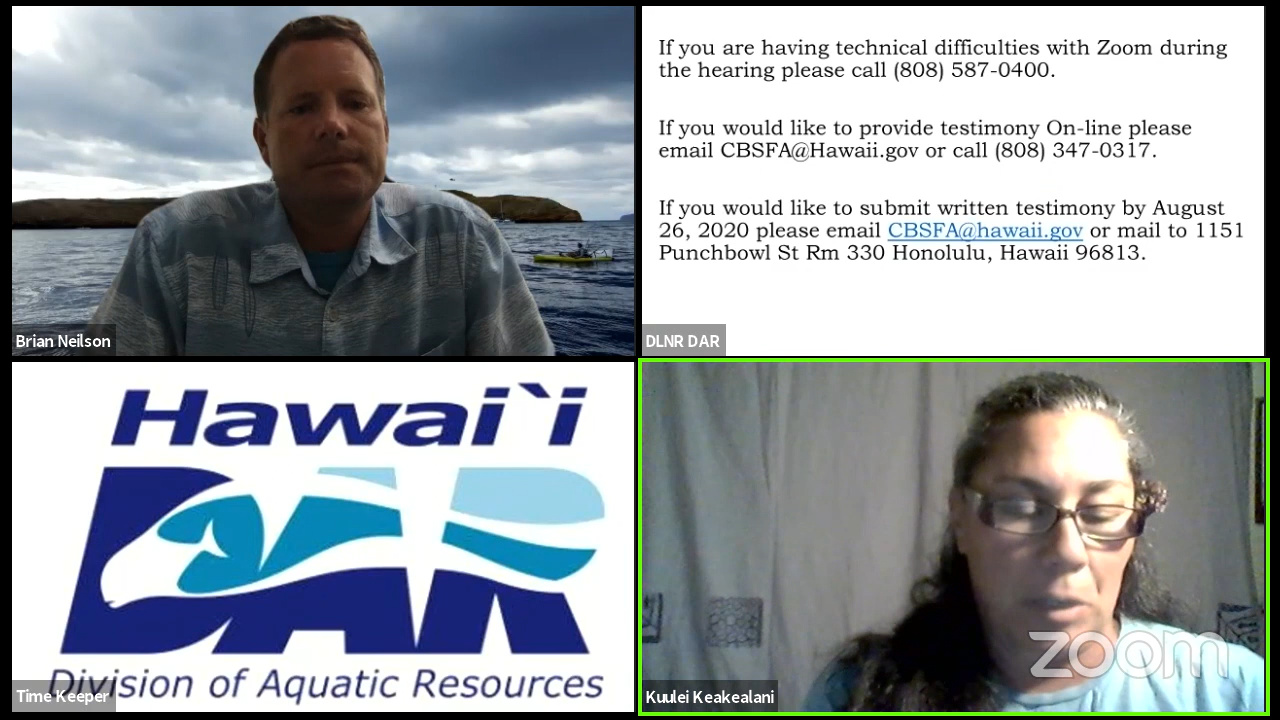 If you are having technical difficulties with Zoom during
the hearing please call (808) 587-0400.
If you would like to provide testimony On-line please
email CBSFA@Hawaii.gov or call (808) 347-0317.
If you would like to submit written testimony by August
26, 2020 please email CBSFA@hawaii.gov or mail to 1151
Punchbowl St Rm 330 Honolulu, Hawaii 96813.
Brian Neilson
DLNR DAR
Hawai`i
DAR
Division of Aquatic Resources
Time Keeper
zoom
Kuulei Keakealani